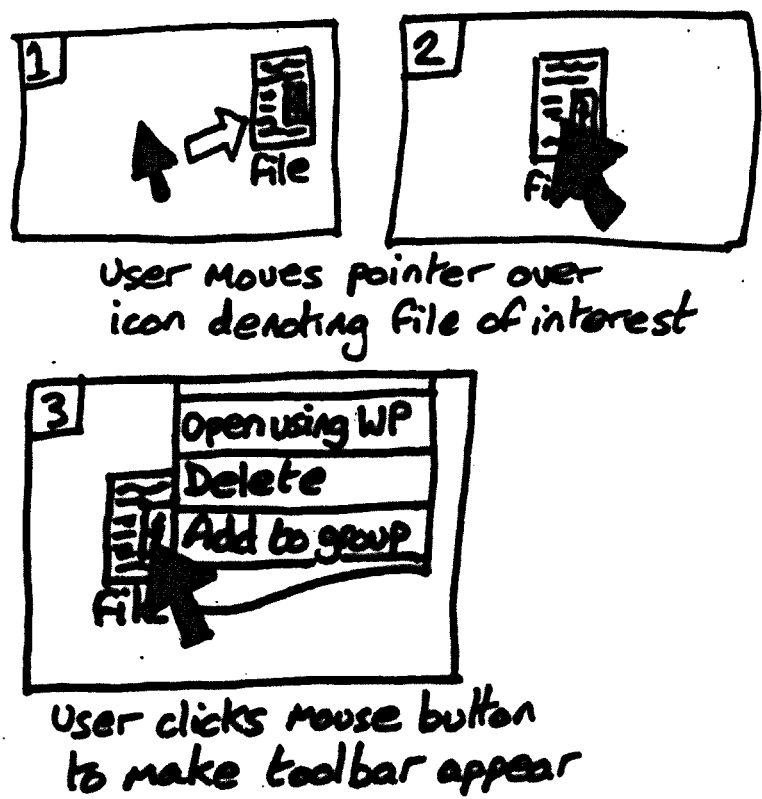 1
File
2
Fi
User moves pointer over
icon denoting file of interest
3
Open using WP
Delete
Add to group
File
User clicks mouse button
to make toolbar appear